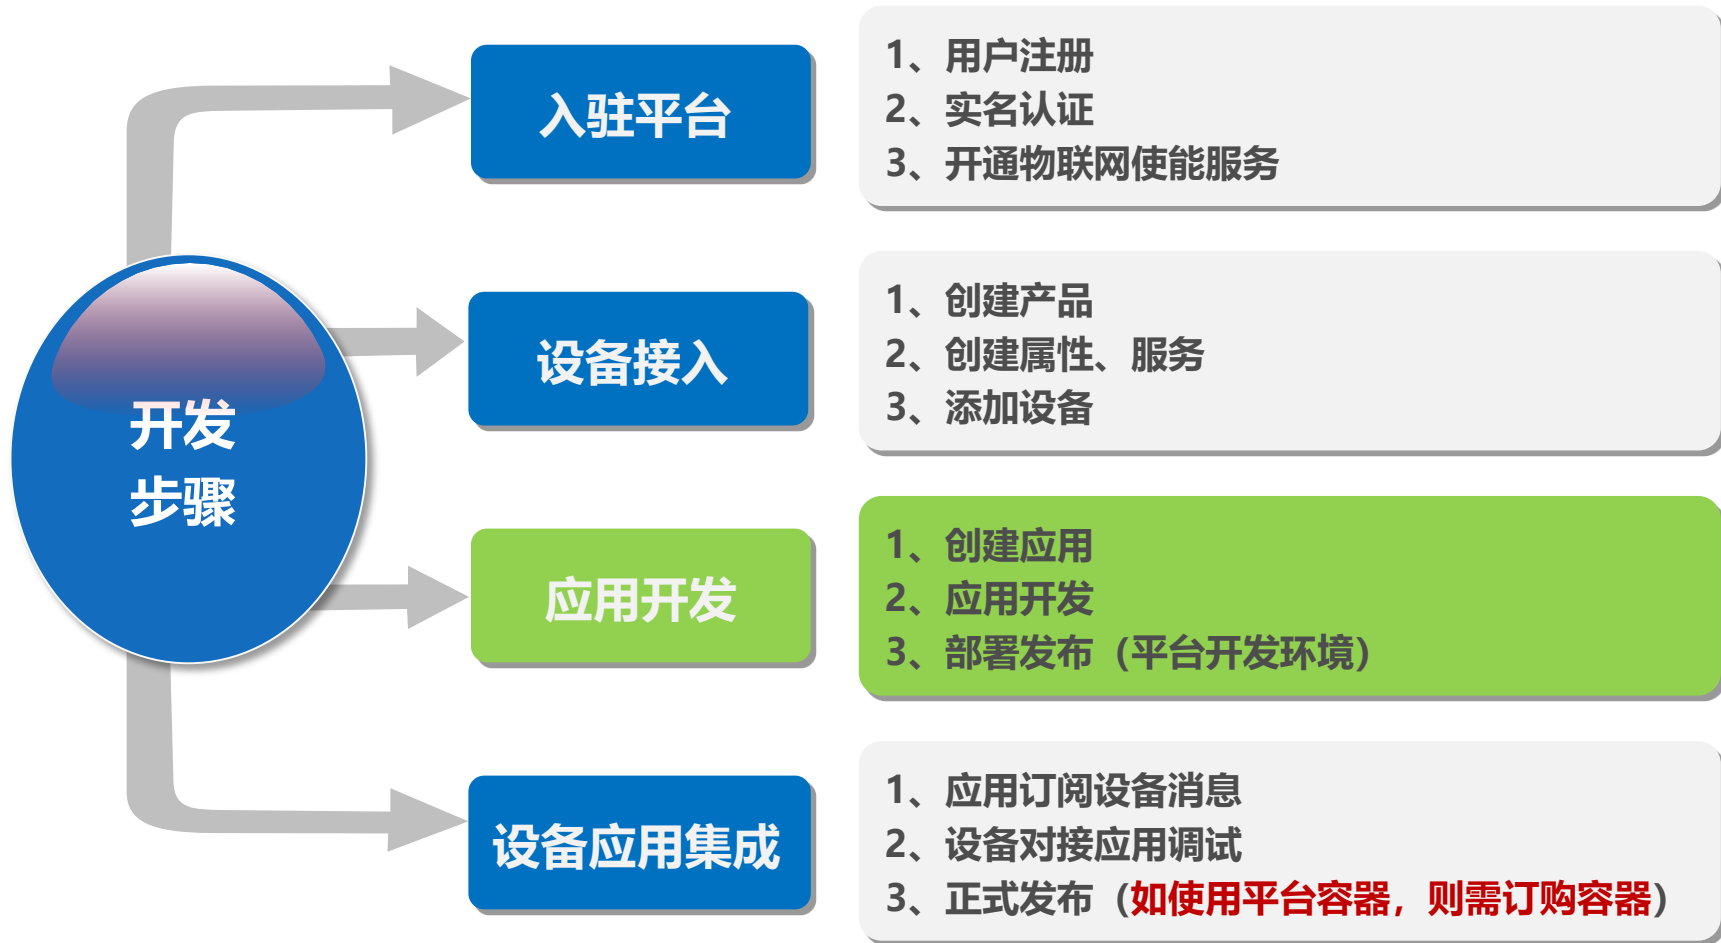 开发
步骤
入驻平台
1、用户注册
2、实名认证
3、开通物联网使能服务
设备接入
1、创建产品
2、创建属性、服务
3、添加设备
应用开发
1、创建应用
2、应用开发
3、部署发布（平台开发环境）
设备应用集成
1、应用订阅设备消息
2、设备对接应用调试
3、正式发布（如使用平台容器，则需订购容器）